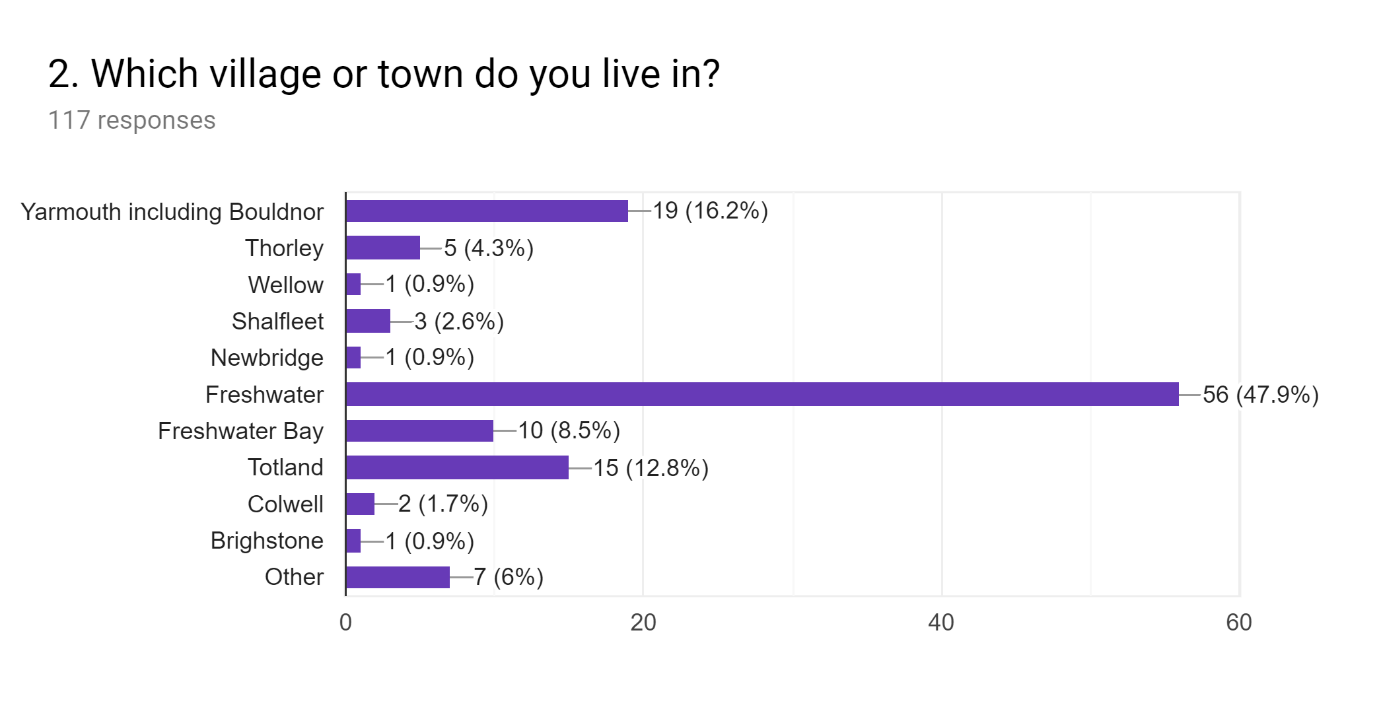 2. Which village or town do you live in?
117 responses
Yarmouth including Bouldnor 19 (16.2%)
Thorley 5 (4.3%)
Wellow 1 (0.9%)
Shalfleet 3 (2.6%)
Newbridge 1 (0.9%)
Freshwater 56 (47.9%)
Freshwater Bay 10 (8.5%)
Totland 15 (12.8%)
Colwell 2 (1.7%)
Brighstone 1 (0.9%)
Other 7 (6%)
0 20 40 60